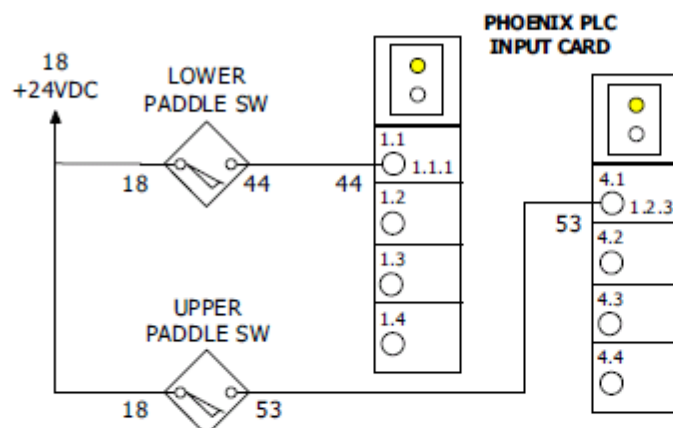 PHOENIX PLC
INPUT CARD
18
+24VDC
LOWER
PADDLE SW
18
44
44
1.1
1.1.1
1.2
1.3
1.4
4.1
1.2.3
53
4.2
4.3
4.4
UPPER
PADDLE SW
18
53